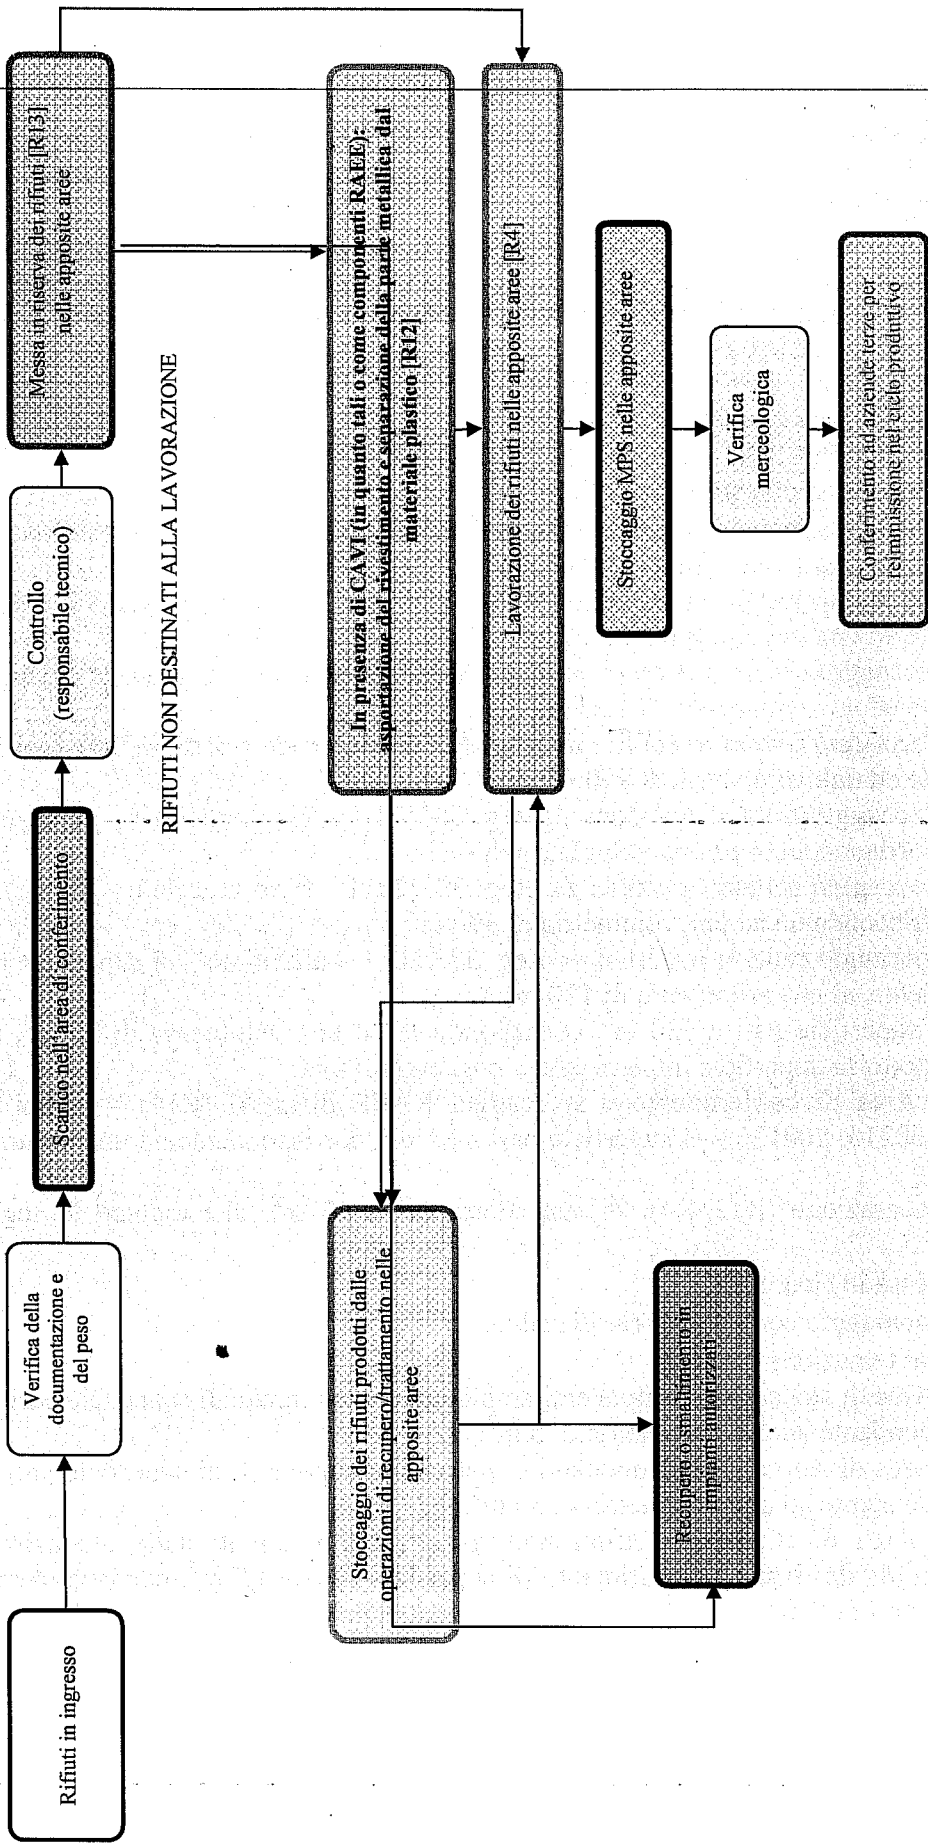 Rifiuti in ingresso
Verifica della
documentazione e
del peso
Scarico nell'area di conferimento
Controllo
(responsabile tecnico)
Messa in riserva dei rifiuti [R13]
nelle apposite aree
RIFIUTI NON DESTINATI ALLA LAVORAZIONE
In presenza di CAVI (in quanto tali o come componenti RAEE):
asportazione del rivestimento e separazione della parte metallica dal
materiale plastico [R12]
Lavorazione dei rifiuti nelle apposite aree [R4]
Stoccaggio MPS nelle apposite aree
Verifica
merceologica
Conferimento ad aziende terze per
reimmissione nel ciclo produttivo
Stoccaggio dei rifiuti prodotti dalle
operazioni di recupero/trattamento nelle
apposite aree
Recupero o smaltimento in
impianti autorizzati